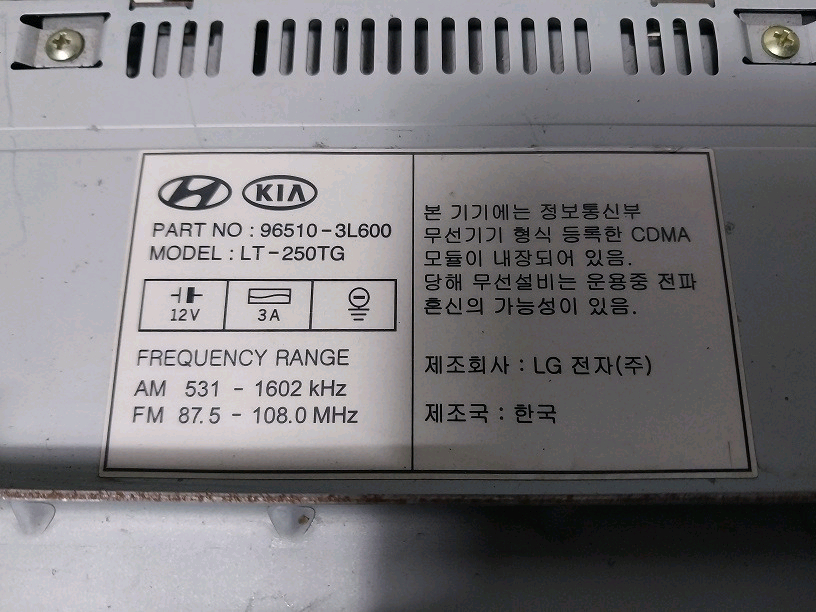 KIA
PART NO : 96510-3L600
MODEL : LT-250TG
12V
3A
FREQUENCY RANGE
AM 531 - 1602 kHz
FM 87.5 - 108.0 MHz
본 기기에는 정보통신부
무선기기 형식 등록한 CDMA
모듈이 내장되어 있음.
당해 무선설비는 운용중 전파
혼신의 가능성이 있음.
제조회사 : LG 전자(주)
제조국 : 한국